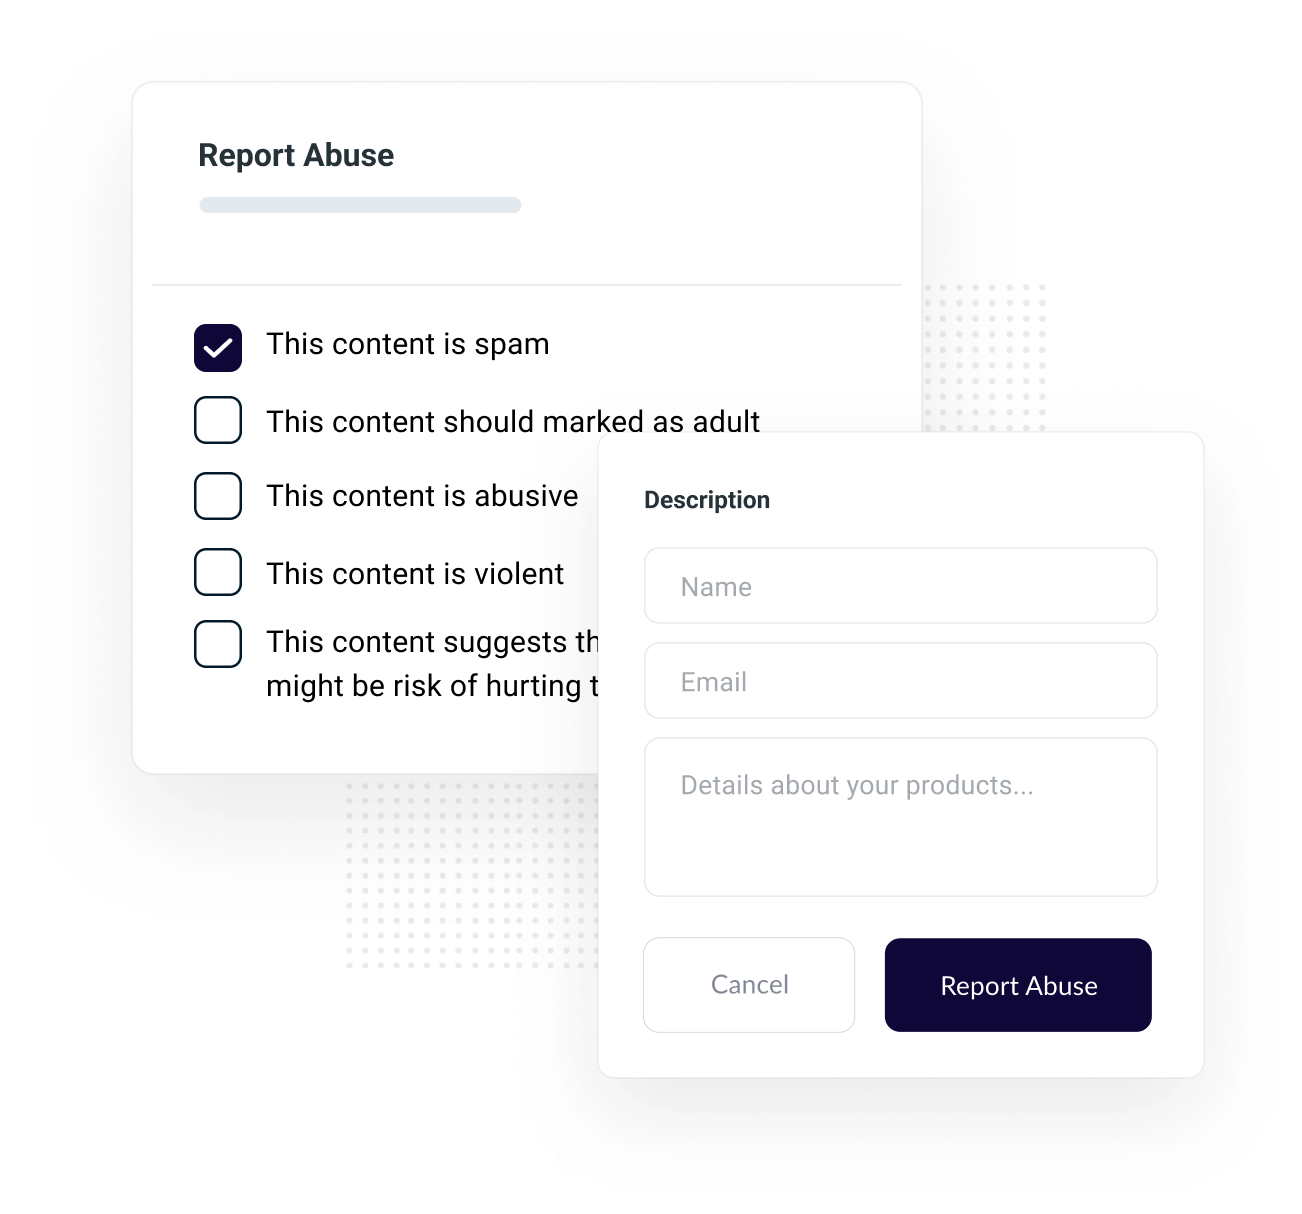 Report Abuse
This content is spam
This content should marked as adult
This content is abusive
This content is violent
This content suggests
might be risk of hurting
Description
Name
Email
Details about your products...
Cancel
Report Abuse